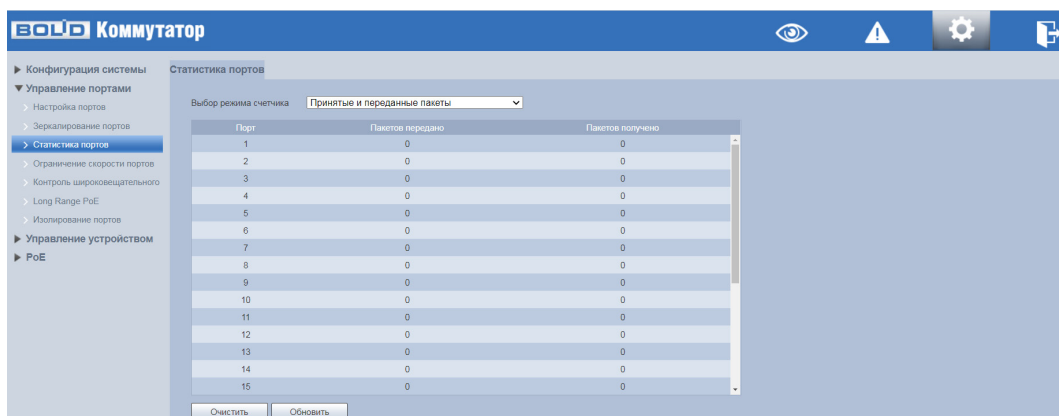 BOLID Коммутатор
Конфигурация системы
Управление портами
Настройка портов
Зеркалирование портов
Статистика портов
Ограничение скорости портов
Контроль широковещательного
Long Range PoE
Изолирование портов
Управление устройством
PoE
Статистика портов
Выбор режима счетчика Принятые и переданные пакеты
Порт Пакетов передано Пакетов получено
1 0 0
2 0 0
3 0 0
4 0 0
5 0 0
6 0 0
7 0 0
8 0 0
9 0 0
10 0 0
11 0 0
12 0 0
13 0 0
14 0 0
15 0 0
Очистить Обновить